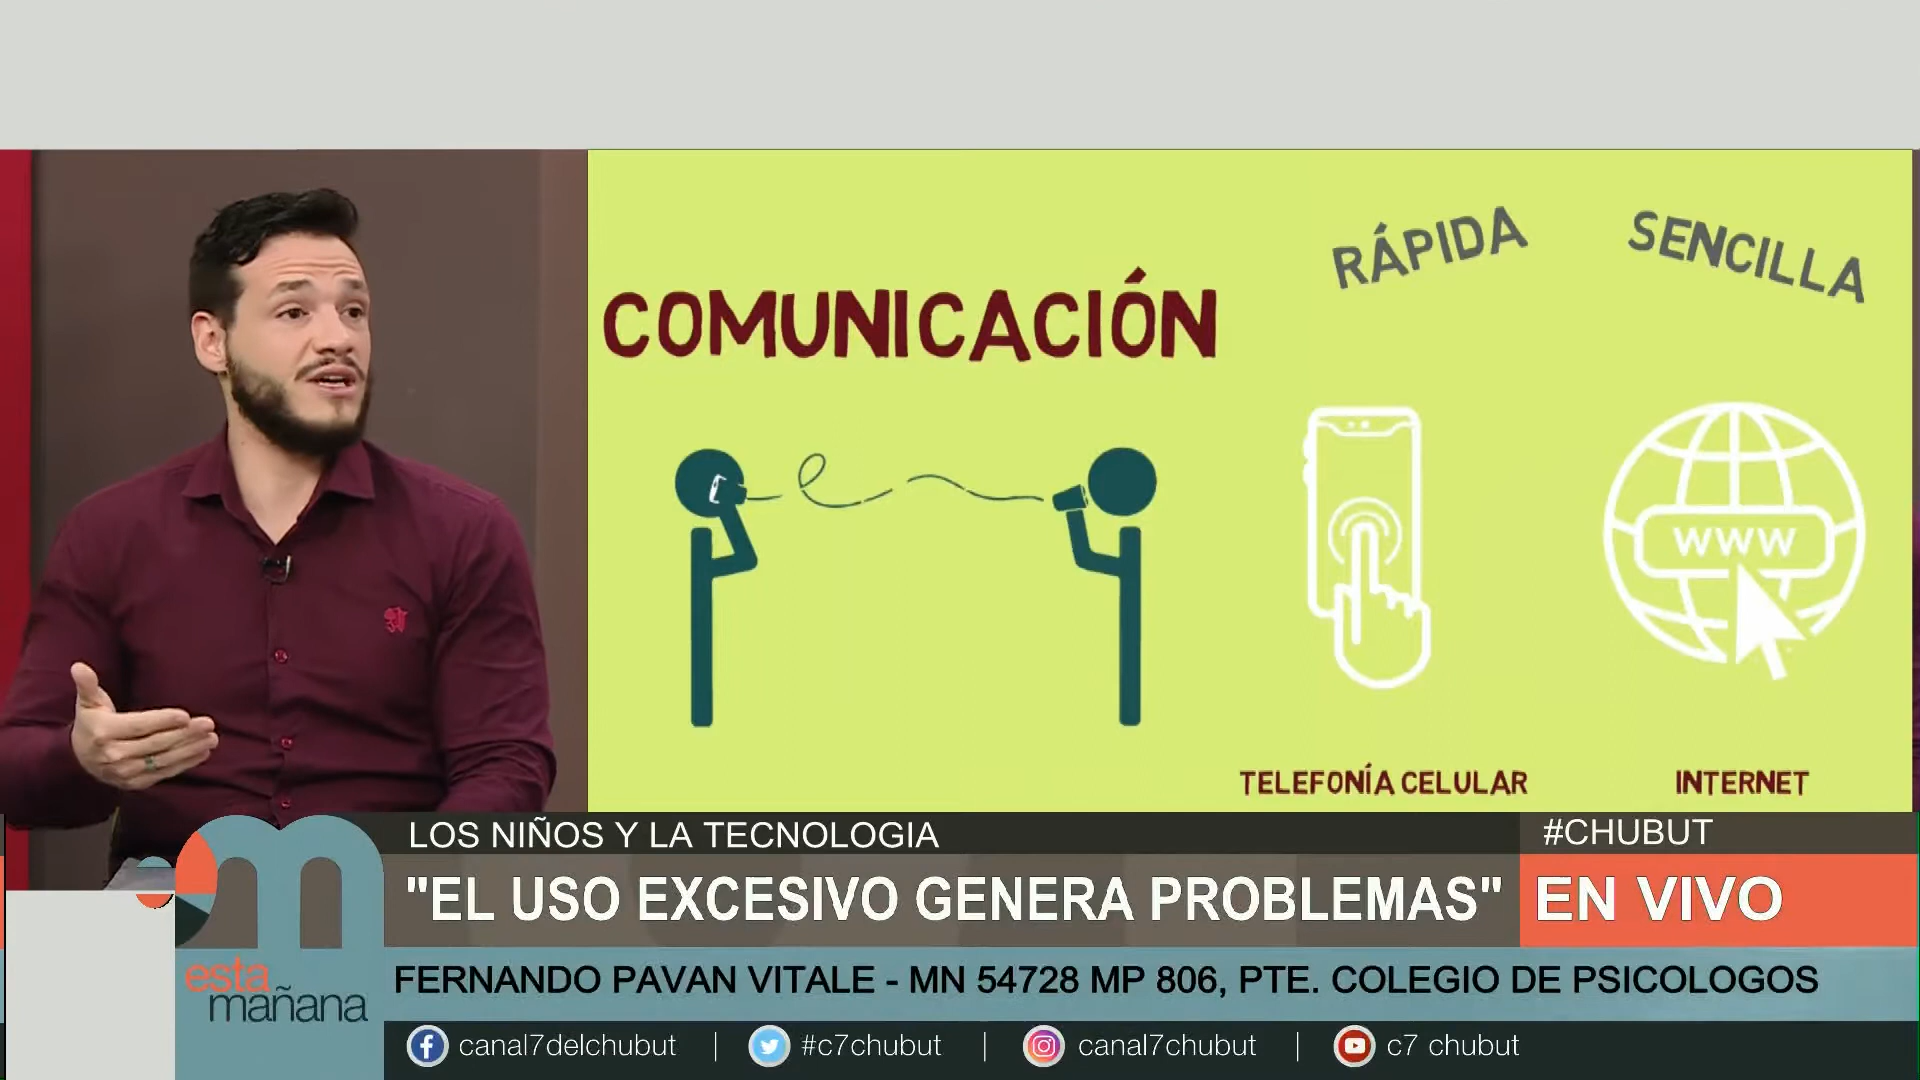 RÁPIDA
SENCILLA
COMUNICACIÓN
WWW
TELEFONÍA CELULAR
INTERNET
LOS NIÑOS Y LA TECNOLOGIA
#CHUBUT
"EL USO EXCESIVO GENERA PROBLEMAS"
EN VIVO
esta
mañana
FERNANDO PAVAN VITALE - MN 54728 MP 806, PTE. COLEGIO DE PSICOLOGOS
canal7delchubut | #c7chubut | canal7chubut | c7 chubut